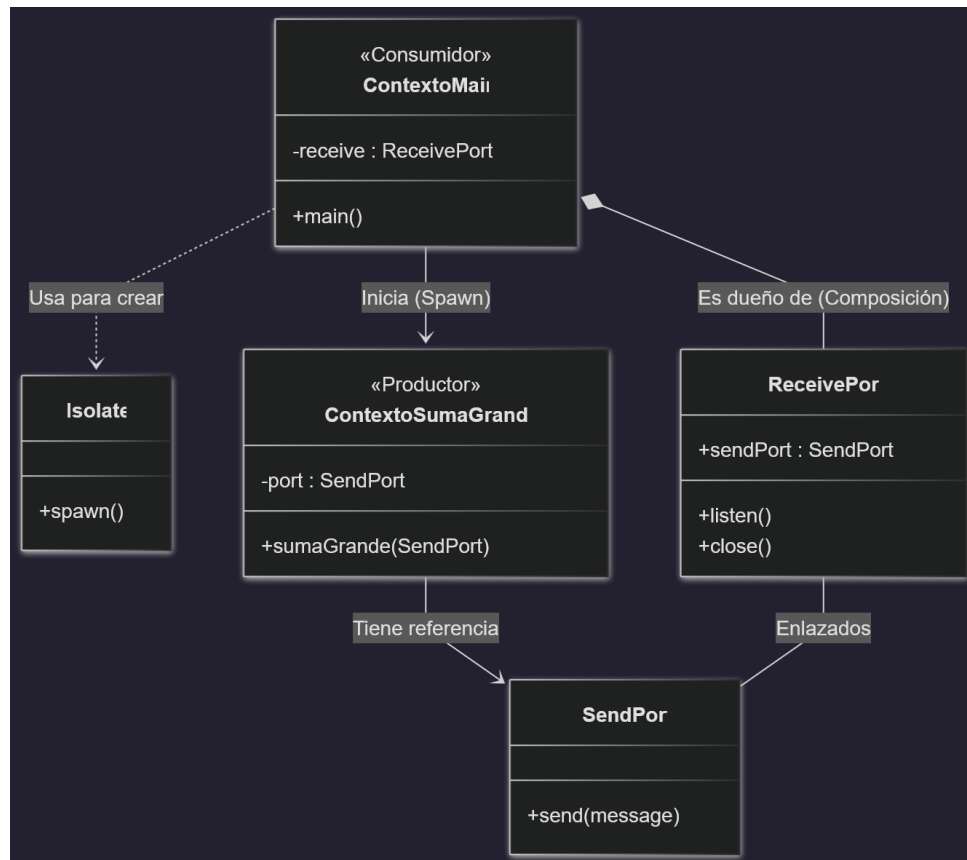 «Consumidor»
ContextoMai
-receive : ReceivePort
+main()
Usa para crear
Inicia (Spawn)
Es dueño de (Composición)
Isolate
+spawn()
«Productor»
ContextoSumaGrand
-port : SendPort
+sumaGrande(SendPort)
ReceivePor
+sendPort : SendPort
+listen()
+close()
Tiene referencia
Enlazados
SendPor
+send(message)